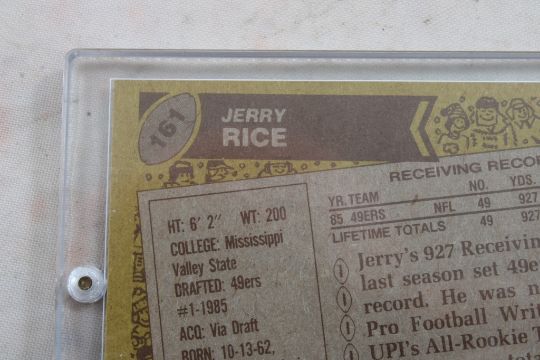 161
JERRY
RICE
RECEIVING RECOR
YR. TEAM NO. YDS.
85 49ERS NFL 49 927
LIFETIME TOTALS 49 927
HT: 6' 2" WT: 200
COLLEGE: Mississippi
Valley State
DRAFTED: 49ers
#1-1985
ACQ: Via Draft
BORN: 10-13-62,
Jerry's 927 Receivin
last season set 49e
record. He was n
Pro Football Writ
UPI's All-Rookie T